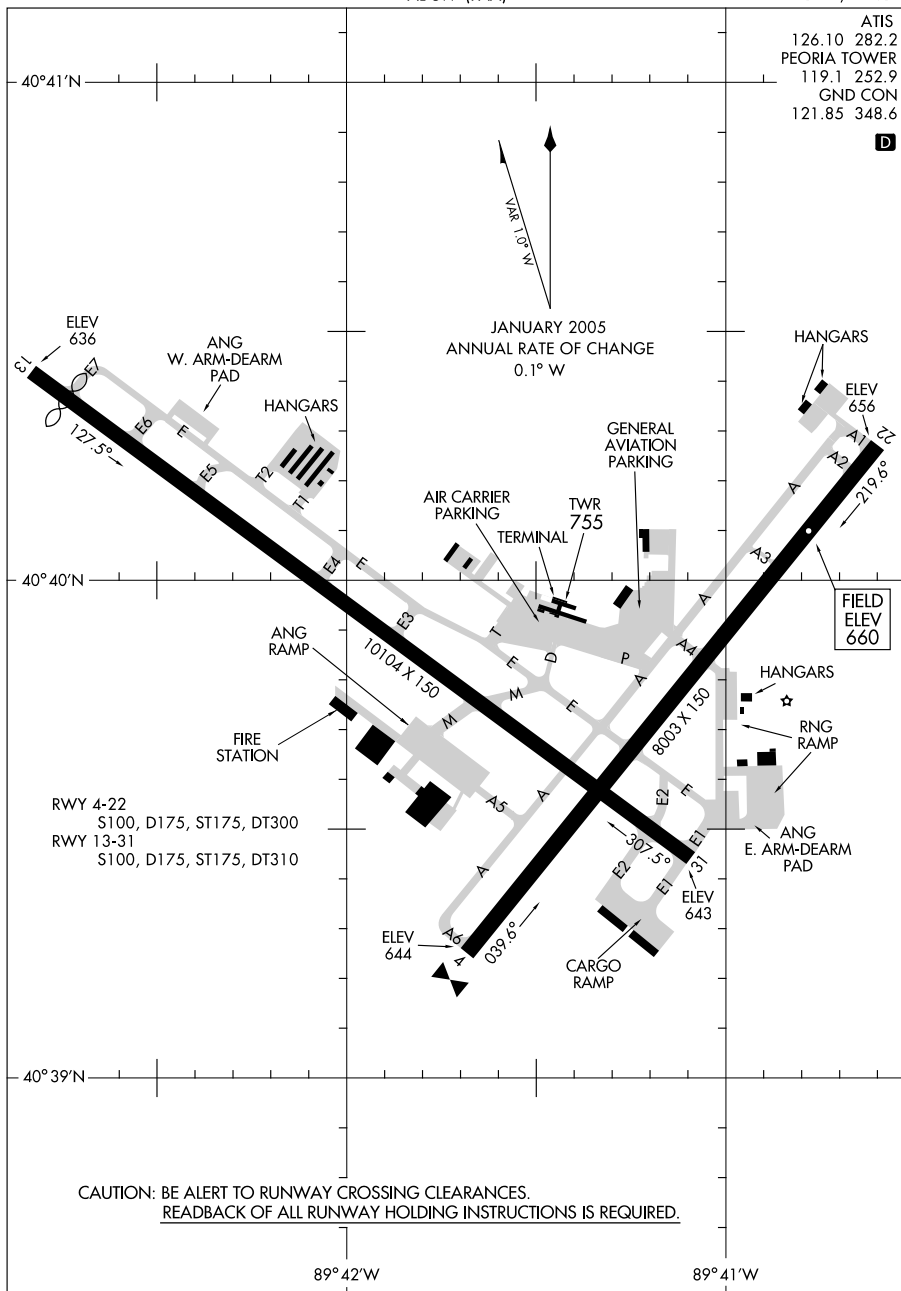 ATIS
126.10 282.2
PEORIA TOWER
119.1 252.9
GND CON
121.85 348.6
D
40°41'N
VAR 1.0° W
JANUARY 2005
ANNUAL RATE OF CHANGE
0.1° W
ELEV
636
13
E7
ANG
W. ARM-DEARM
PAD
HANGARS
E6
E
127.5°
E5
T2
T1
HANGARS
ELEV
656
A1
22
A2
219.6°
A
GENERAL
AVIATION
PARKING
AIR CARRIER
PARKING
TWR
755
TERMINAL
A3
40°40'N
E4
E
E3
A
FIELD
ELEV
660
ANG
RAMP
10104 X 150
T
E
D
P
A4
A
M
M
E
8003 X 150
HANGARS
RNG
RAMP
FIRE
STATION
A5
A
E2
E
RWY 4-22
S100, D175, ST175, DT300
RWY 13-31
S100, D175, ST175, DT310
307.5°
E1
31
ANG
E. ARM-DEARM
PAD
A
E2
E1
ELEV
643
ELEV
644
A6
4
039.6°
CARGO
RAMP
40°39'N
CAUTION: BE ALERT TO RUNWAY CROSSING CLEARANCES.
READBACK OF ALL RUNWAY HOLDING INSTRUCTIONS IS REQUIRED.
89°42'W
89°41'W